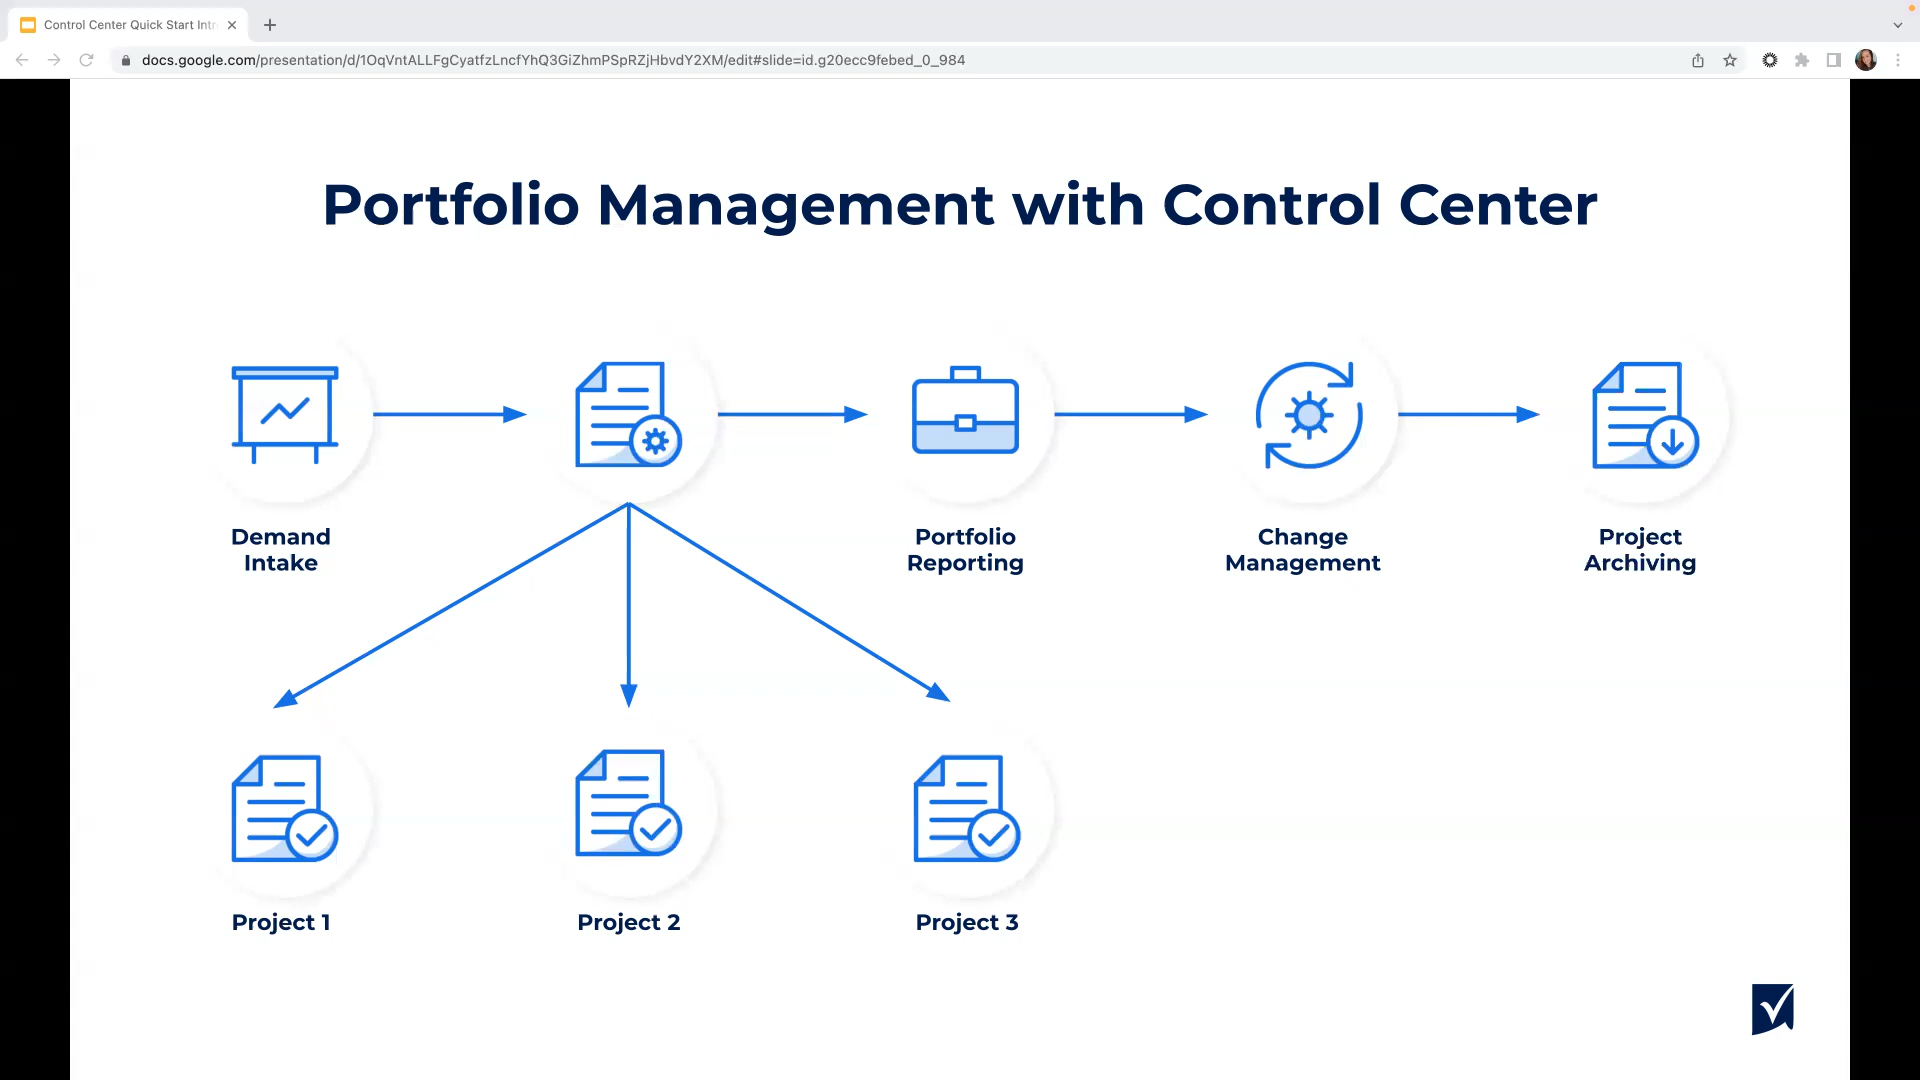 Control Center Quick Start Intr
docs.google.com/presentation/d/1OqVntALLFgCyatfzLncfYhQ3GiZhmPSpRZjHbvdY2XM/edit#slide=id.g20ecc9febed_0_984
Portfolio Management with Control Center
Demand
Intake
Portfolio
Reporting
Change
Management
Project
Archiving
Project 1
Project 2
Project 3